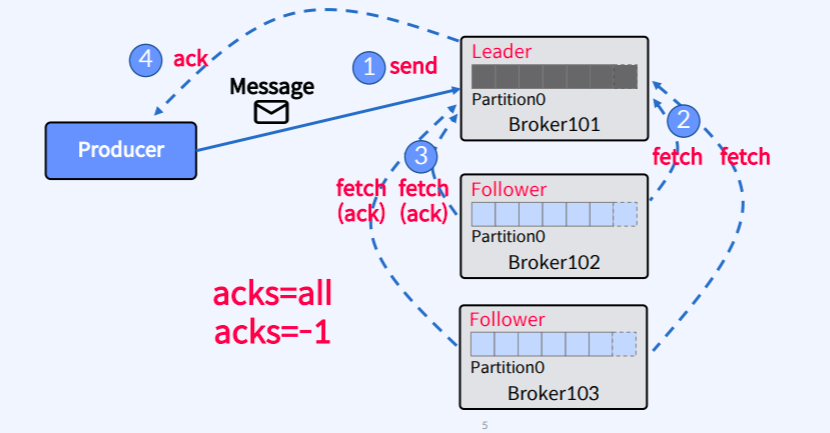 4 ack
1 send
Message
Producer
Leader
Partition0
Broker101
2
fetch fetch
3
fetch fetch
(ack) (ack)
Follower
Partition0
Broker102
acks=all
acks=-1
Follower
Partition0
Broker103
5